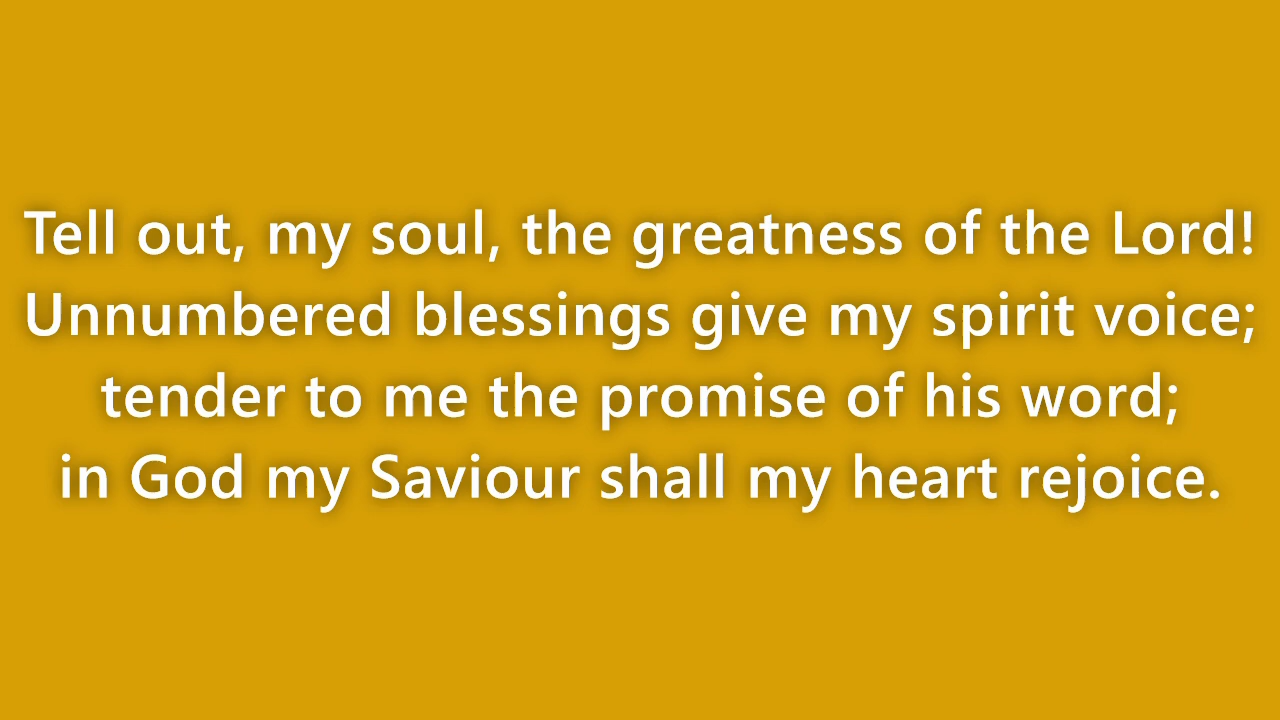 Tell out, my soul, the greatness of the Lord!
Unnumbered blessings give my spirit voice;
tender to me the promise of his word;
in God my Saviour shall my heart rejoice.